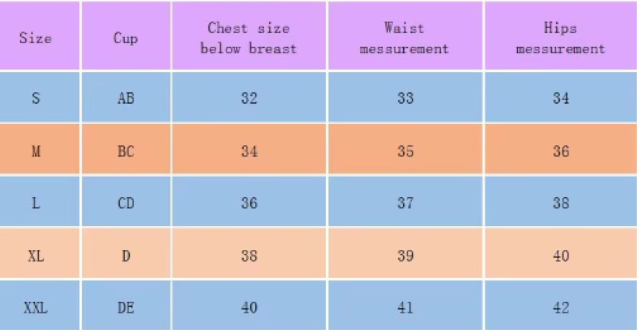 Size Cup Chest size below breast Waist messurement Hips messurement
S AB 32 33 34
M BC 34 35 36
L CD 36 37 38
XL D 38 39 40
XXL DE 40 41 42